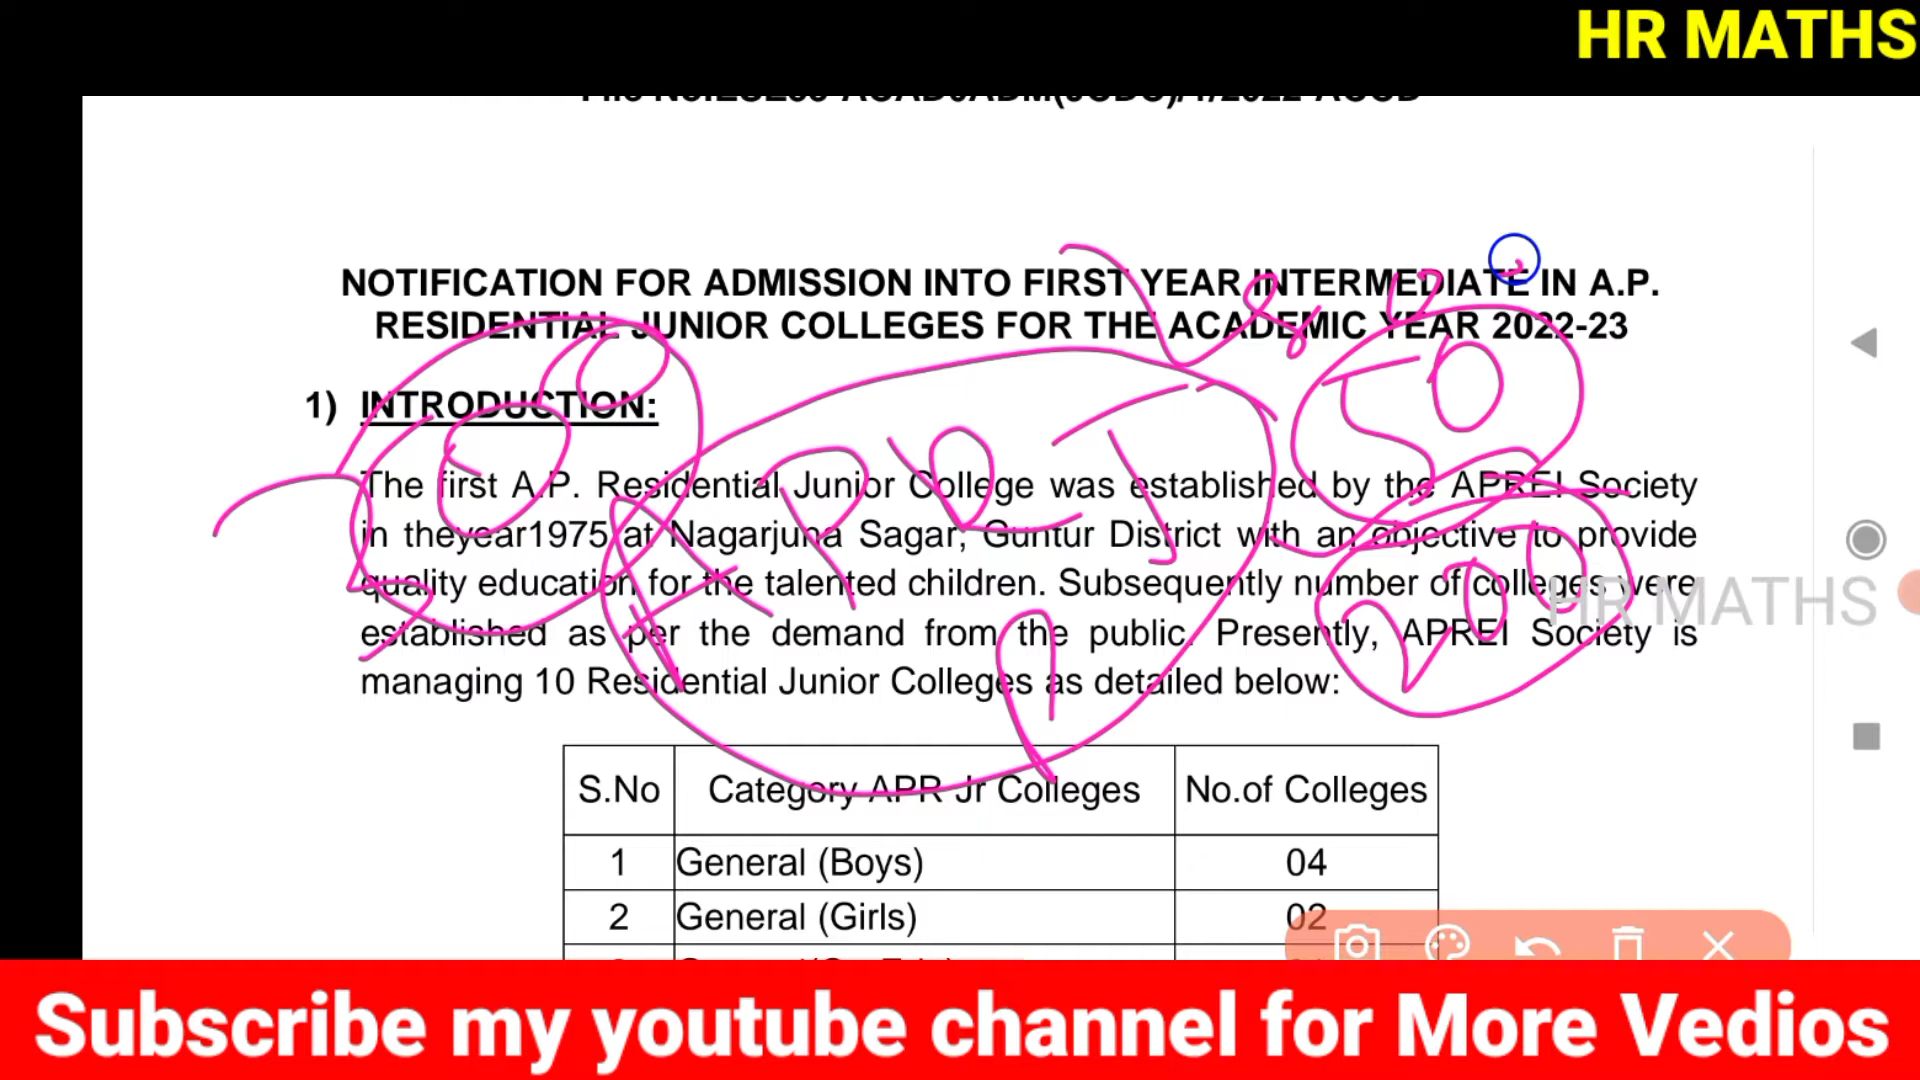 HR MATHS
NOTIFICATION FOR ADMISSION INTO FIRST YEAR INTERMEDIATE IN A.P.
RESIDENTIAL JUNIOR COLLEGES FOR THE ACADEMIC YEAR 2022-23
1) INTRODUCTION:
The first A.P. Residential Junior College was established by the APREI Society
in theyear1975 at Nagarjuna Sagar, Guntur District with an objective to provide
quality education for the talented children. Subsequently number of colleges were
established as per the demand from the public. Presently, APREI Society is
managing 10 Residential Junior Colleges as detailed below:
50
200
HR MATHS
S.No Category APR Jr Colleges No.of Colleges
1 General (Boys) 04
2 General (Girls) 02
Subscribe my youtube channel for More Vedios